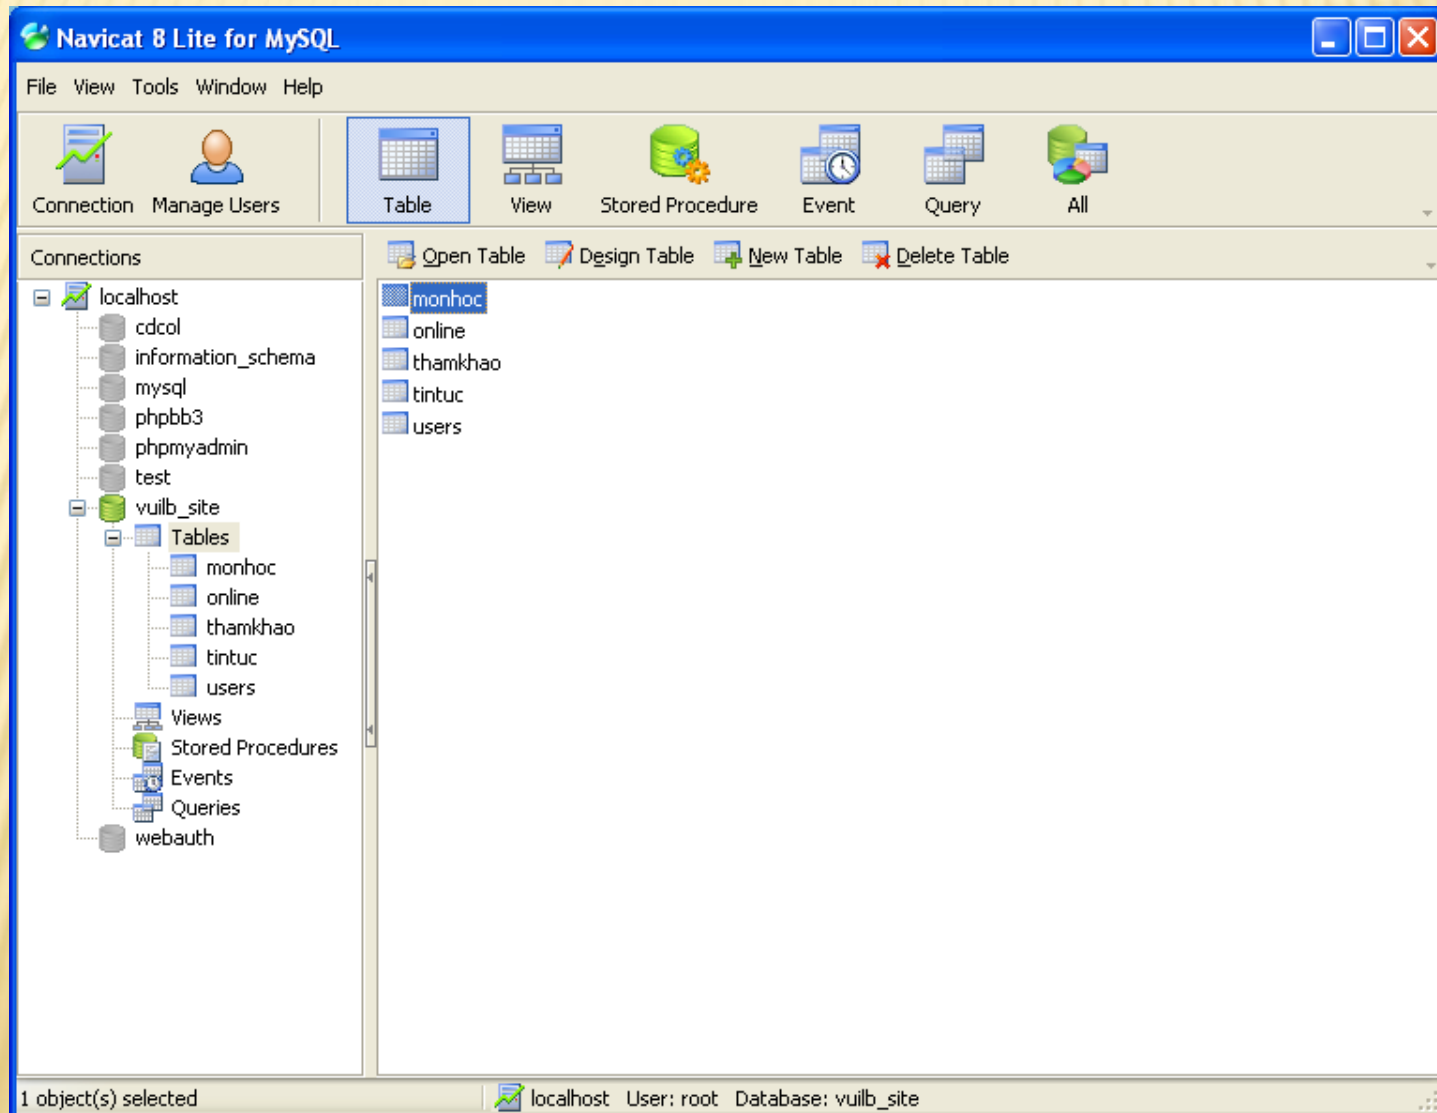 Navicat 8 Lite for MySQL
File View Tools Window Help
Connection Manage Users Table View Stored Procedure Event Query All
Connections
Open Table Design Table New Table Delete Table
localhost
cdcol
information_schema
mysql
phpbb3
phpmyadmin
test
vuilb_site
Tables
monhoc
online
thamkhao
tintuc
users
Views
Stored Procedures
Events
Queries
webauth
monhoc
online
thamkhao
tintuc
users
1 object(s) selected
localhost User: root Database: vuilb_site